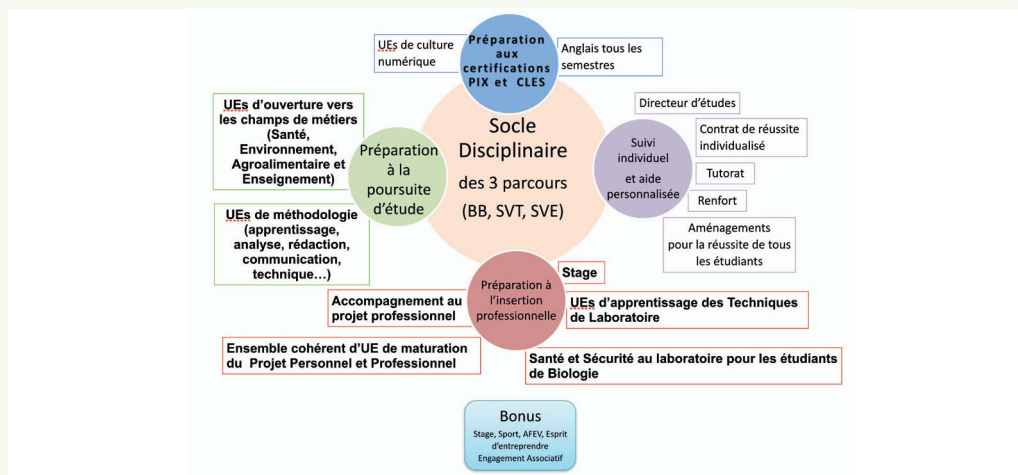 Préparation
aux
certifications
PIX et CLES
UEs de culture
numérique
Anglais tous les
semestres
Socle
Disciplinaire
des 3 parcours
(BB, SVT, SVE)
UEs d'ouverture vers
les champs de métiers
(Santé,
Environnement,
Agroalimentaire et
Enseignement)
Préparation
à la
poursuite
d'étude
UEs de méthodologie
(apprentissage,
analyse, rédaction,
communication,
technique...)
Suivi
individuel
et aide
personnalisée
Directeur d'études
Contrat de réussite
individualisé
Tutorat
Renfort
Aménagements
pour la réussite de tous
les étudiants
Préparation à
l'insertion
professionnelle
Stage
Accompagnement au
projet professionnel
UEs d'apprentissage des Techniques
de Laboratoire
Ensemble cohérent d'UE de maturation
du Projet Personnel et Professionnel
Santé et Sécurité au laboratoire pour les étudiants
de Biologie
Bonus
Stage, Sport, AFEV, Esprit
d'entreprendre
Engagement Associatif